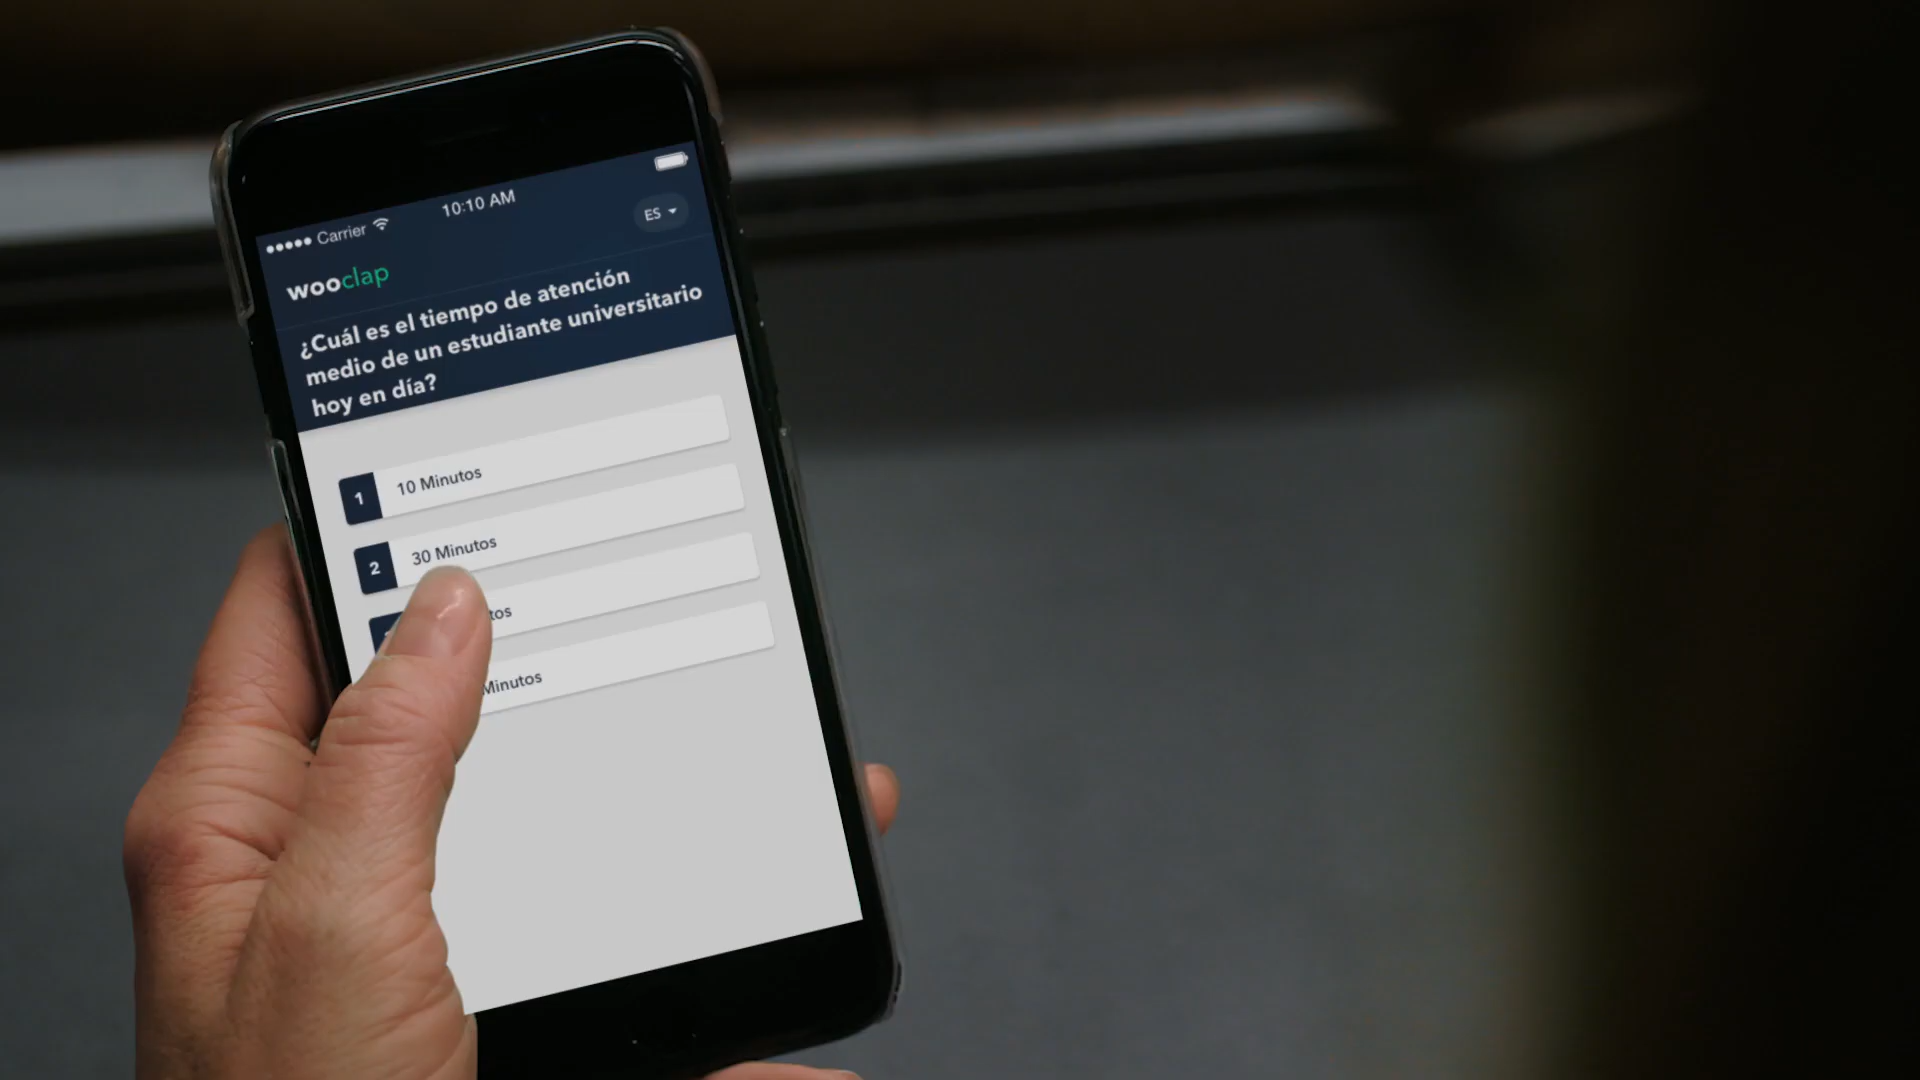 Carrier 10:10 AM
wooclap
ES
¿Cuál es el tiempo de atención
medio de un estudiante universitario
hoy en día?
1 10 Minutos
2 30 Minutos
Minutos